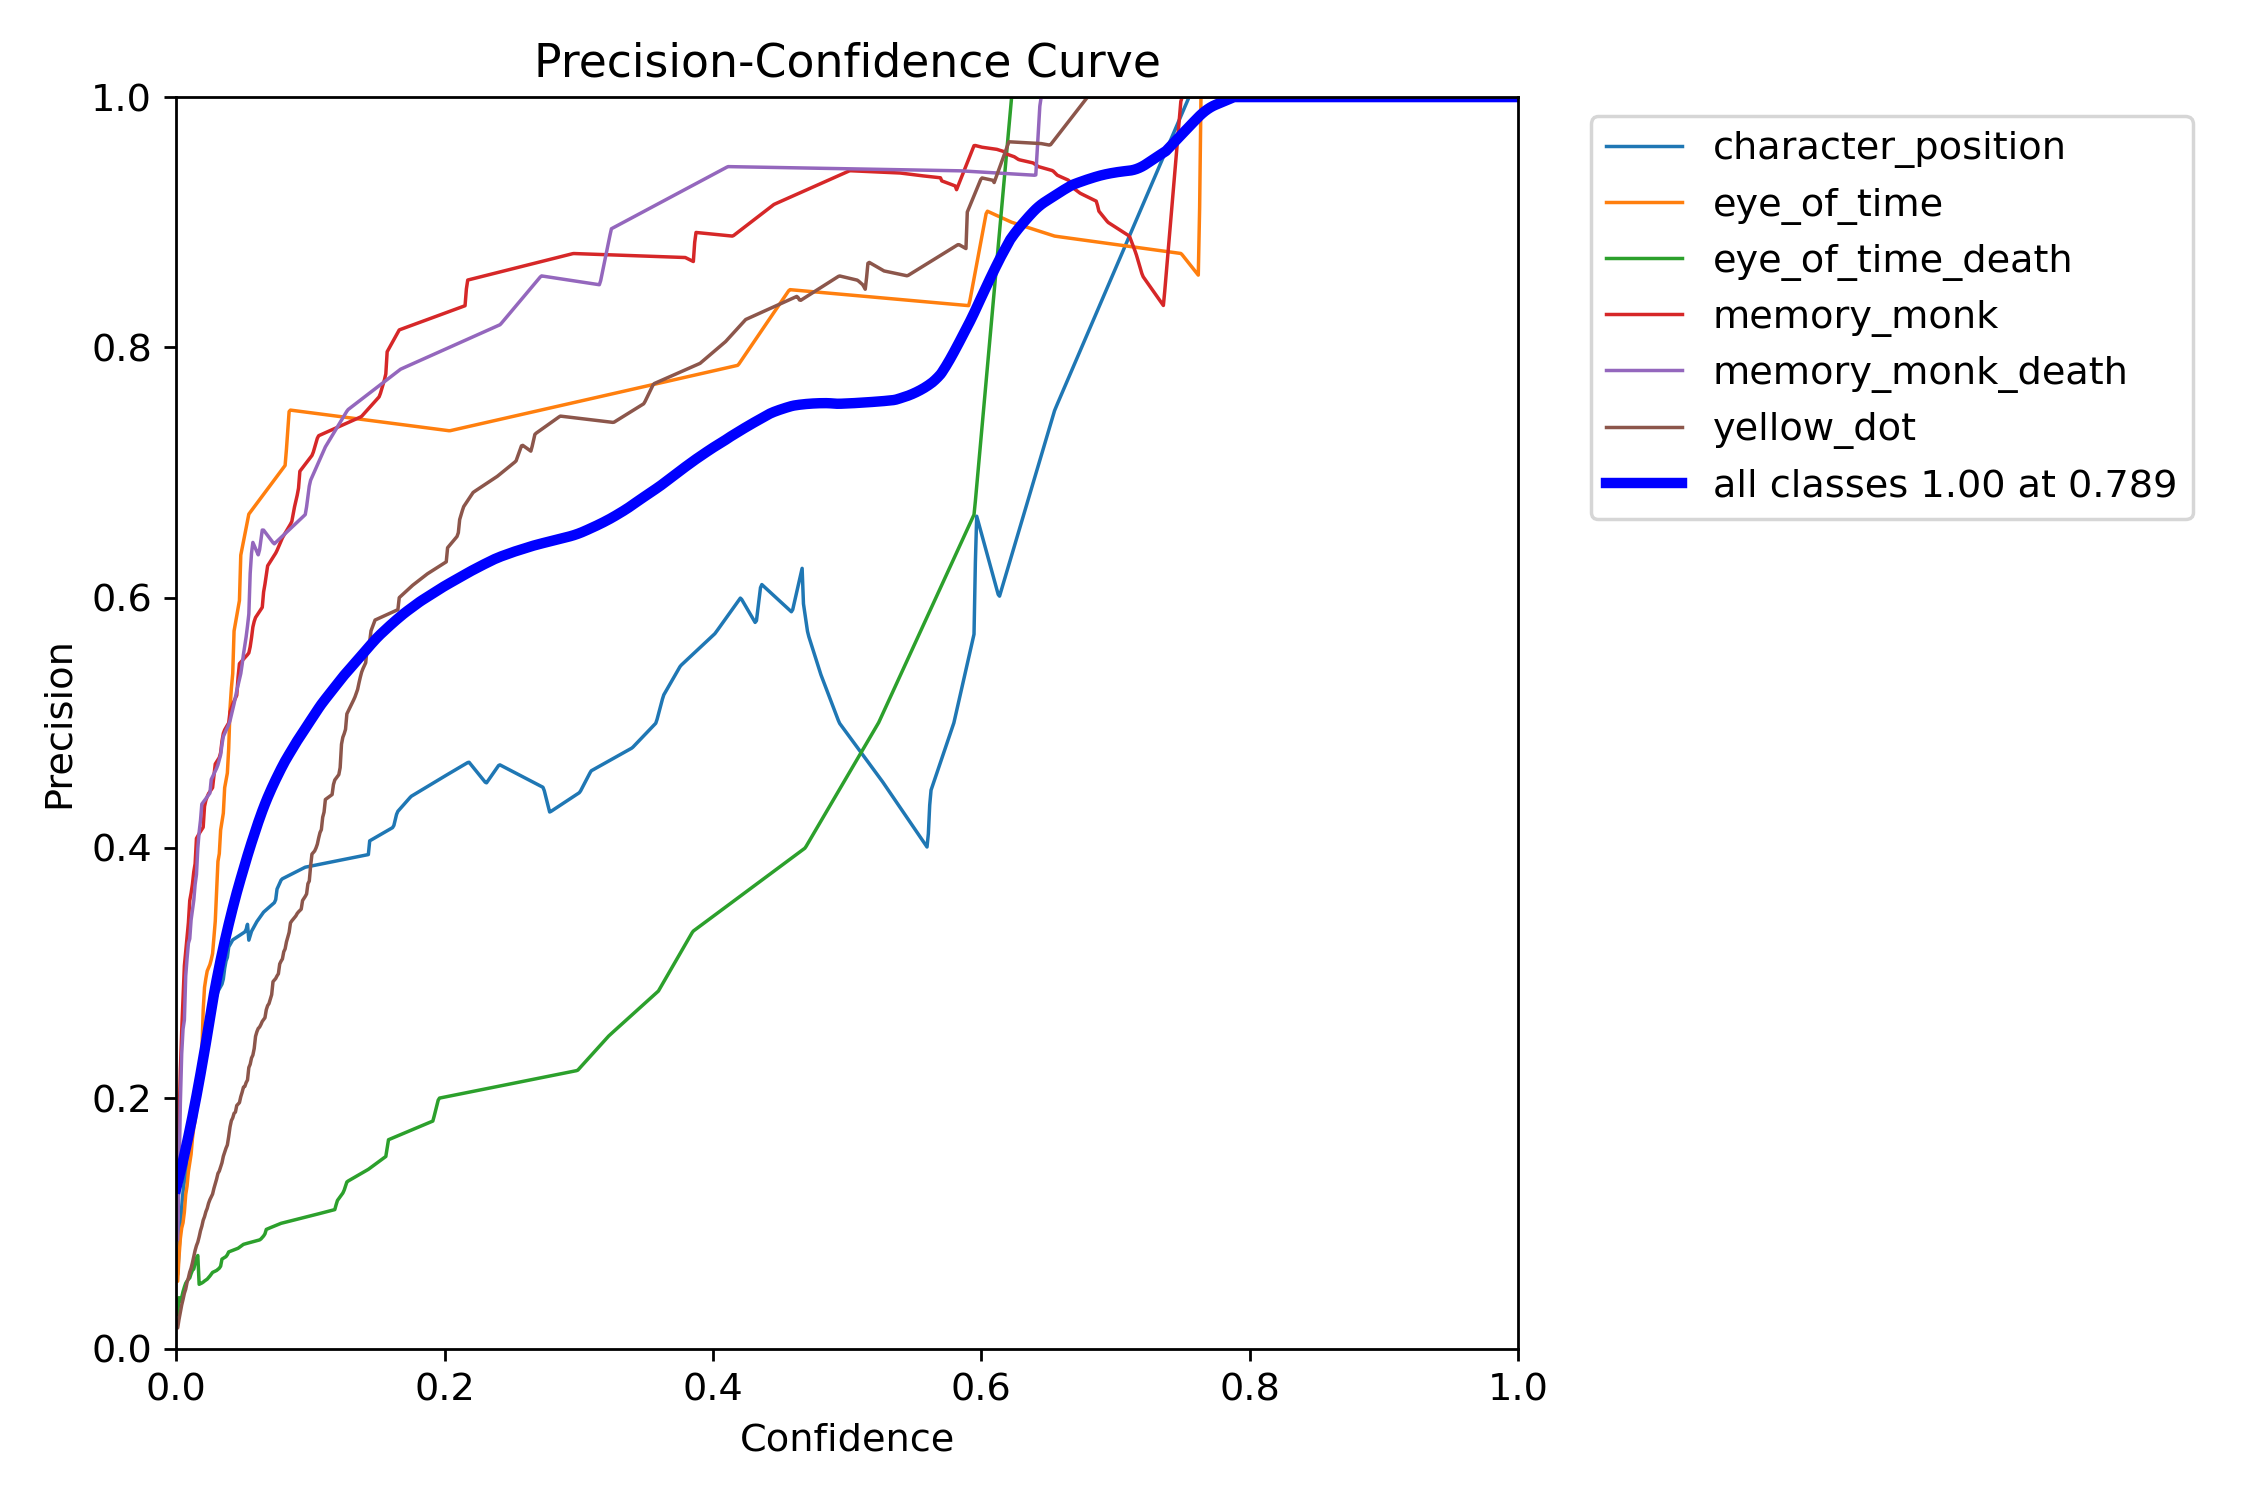 Precision-Confidence Curve
1.0
0.8
0.6
0.4
0.2
0.0
Precision
0.0 0.2 0.4 0.6 0.8 1.0
Confidence
character_position
eye_of_time
eye_of_time_death
memory_monk
memory_monk_death
yellow_dot
all classes 1.00 at 0.789